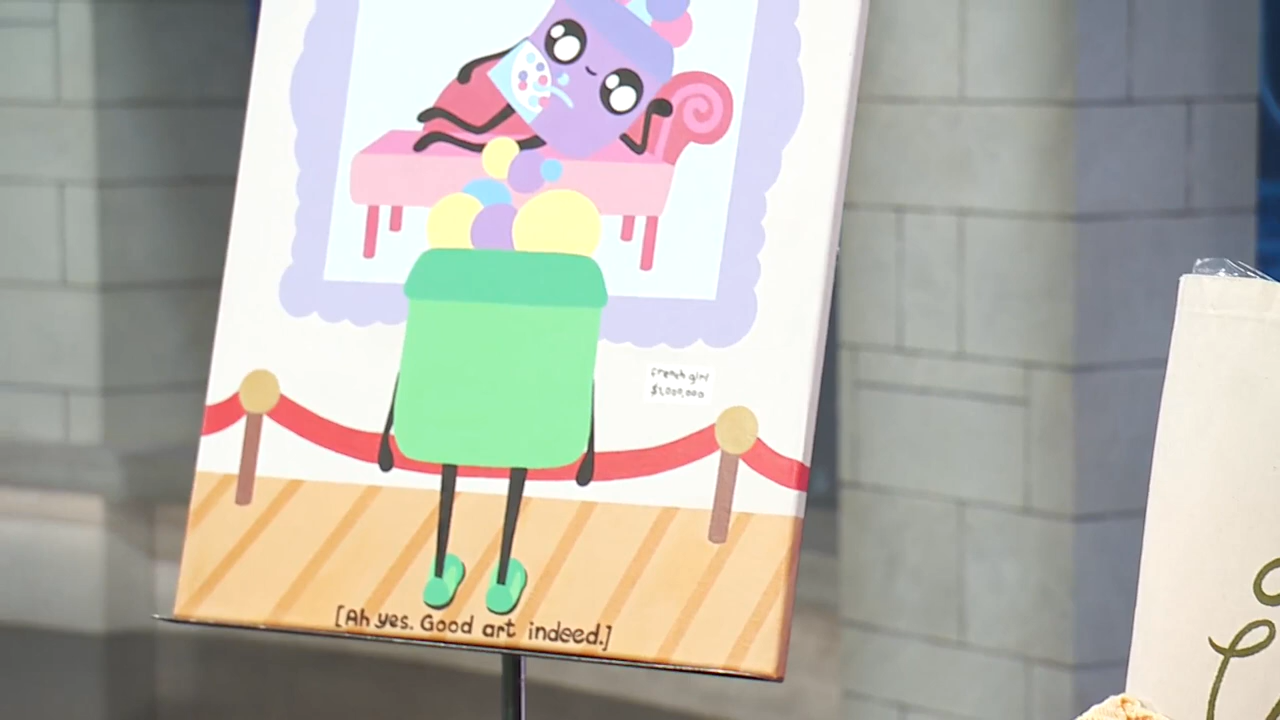 french girl
$1,000,000
[Ah yes. Good art indeed.]